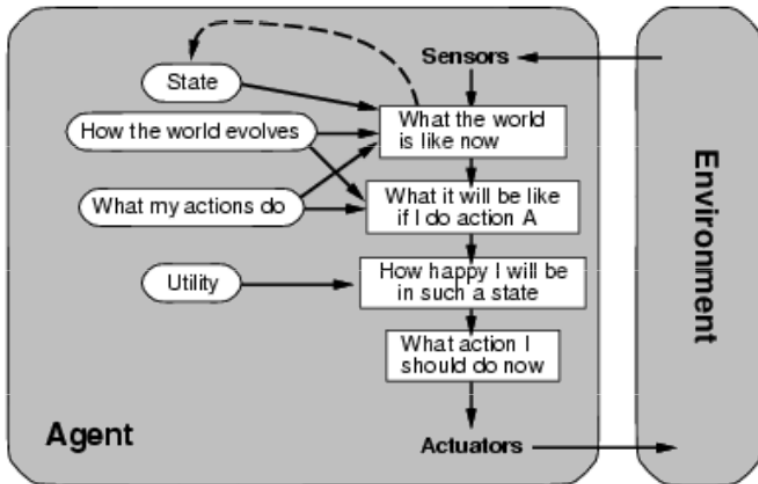 Sensors
State
What the world
is like now
How the world evolves
What my actions do
What it will be like
if I do action A
Utility
How happy I will be
in such a state
What action I
should do now
Agent
Actuators
Environment